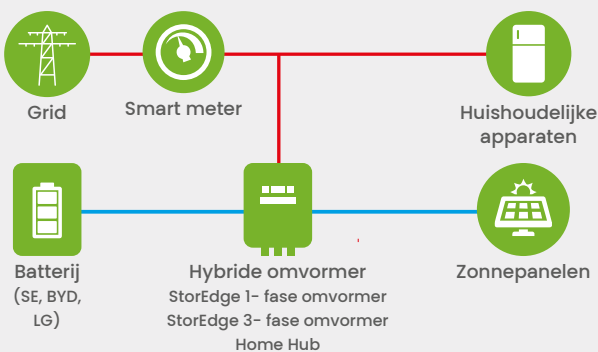 Grid
Smart meter
Huishoudelijke
apparaten
Batterij
(SE, BYD,
LG)
Hybride omvormer
StorEdge 1- fase omvormer
StorEdge 3- fase omvormer
Home Hub
Zonnepanelen